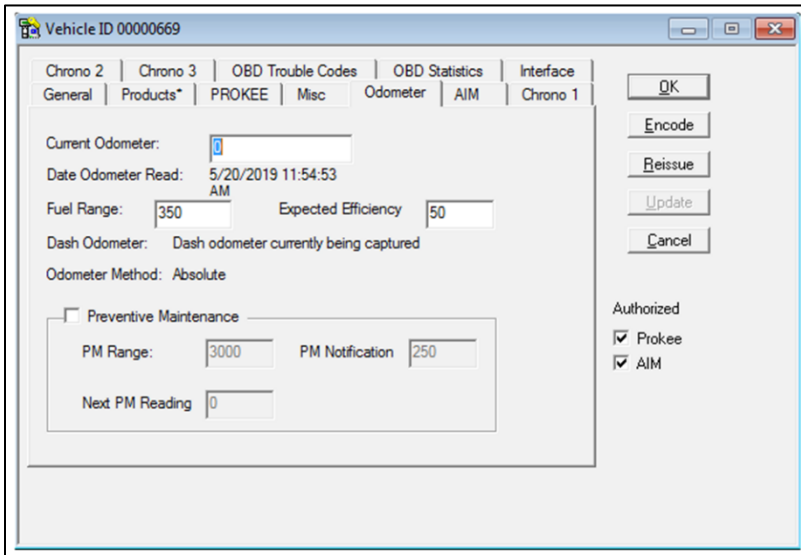 Vehicle ID 00000669
Chrono 2 Chrono 3 OBD Trouble Codes OBD Statistics Interface
General Products* PROKEE Misc Odometer AIM Chrono 1
OK
Encode
Reissue
Update
Cancel
Current Odometer: 0
Date Odometer Read: 5/20/2019 11:54:53
AM
Fuel Range: 350 Expected Efficiency 50
Dash Odometer: Dash odometer currently being captured
Odometer Method: Absolute
Preventive Maintenance
PM Range: 3000 PM Notification 250
Next PM Reading 0
Authorized
Prokee
AIM